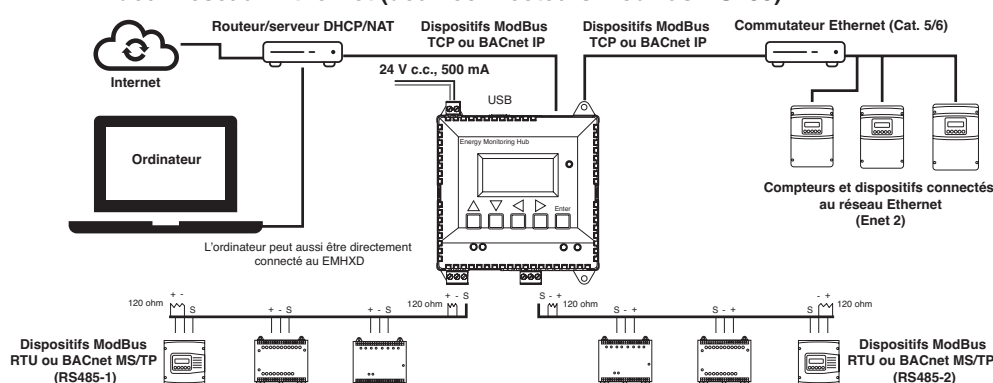 Routeur/serveur DHCP/NAT
Dispositifs ModBus
TCP ou BACnet IP
Dispositifs ModBus
TCP ou BACnet IP
Commutateur Ethernet (Cat. 5/6)
Internet
24 V c.c., 500 mA
USB
Energy Monitoring Hub
Ordinateur
Enter
Compteurs et dispositifs connectés
au réseau Ethernet
(Enet 2)
L'ordinateur peut aussi être directement
connecté au EMHXD
+ -
120 ohm
S
+ - S
+ - S
120 ohm
+ - S
S - +
120 ohm
S - +
S - +
- +
120 ohm
S
Dispositifs ModBus
RTU ou BACnet MS/TP
(RS485-1)
Dispositifs ModBus
RTU ou BACnet MS/TP
(RS485-2)